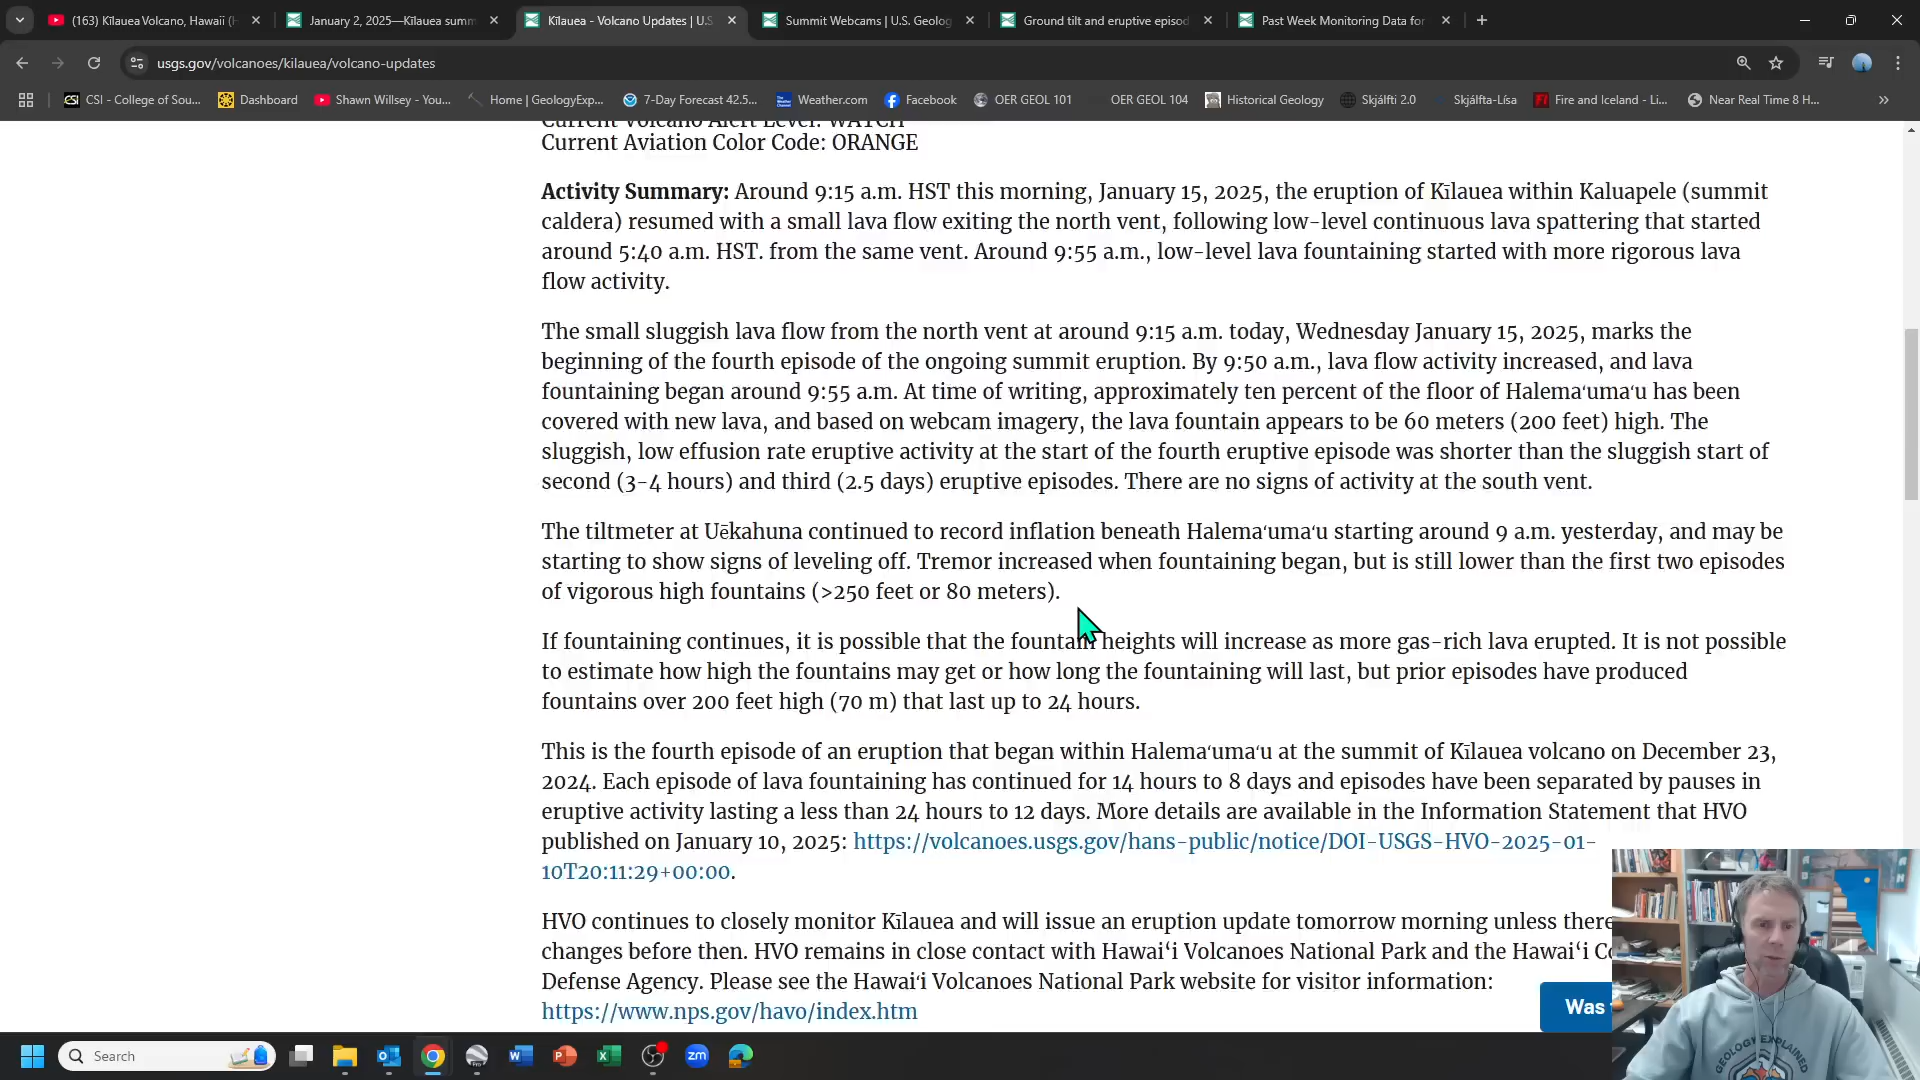 (163) Kīlauea Volcano, Hawaii (H
January 2, 2025—Kīlauea summ
Kīlauea - Volcano Updates | U.S
Summit Webcams | U.S. Geolog
Ground tilt and eruptive episod
Past Week Monitoring Data for
usgs.gov/volcanoes/kilauea/volcano-updates
CSI - College of Sou...
Dashboard
Shawn Willsey - You...
Home | GeologyExp...
7-Day Forecast 42.5...
Weather.com
Facebook
OER GEOL 101
OER GEOL 104
Historical Geology
Skjálfti 2.0
Skjálfta-Lísa
Fire and Iceland - Li...
Near Real Time 8 H...
Current Volcano Alert Level: WATCH
Current Aviation Color Code: ORANGE
Activity Summary: Around 9:15 a.m. HST this morning, January 15, 2025, the eruption of Kīlauea within Kaluapele (summit
caldera) resumed with a small lava flow exiting the north vent, following low-level continuous lava spattering that started
around 5:40 a.m. HST. from the same vent. Around 9:55 a.m., low-level lava fountaining started with more rigorous lava
flow activity.
The small sluggish lava flow from the north vent at around 9:15 a.m. today, Wednesday January 15, 2025, marks the
beginning of the fourth episode of the ongoing summit eruption. By 9:50 a.m., lava flow activity increased, and lava
fountaining began around 9:55 a.m. At time of writing, approximately ten percent of the floor of Halemaʻumaʻu has been
covered with new lava, and based on webcam imagery, the lava fountain appears to be 60 meters (200 feet) high. The
sluggish, low effusion rate eruptive activity at the start of the fourth eruptive episode was shorter than the sluggish start of
second (3-4 hours) and third (2.5 days) eruptive episodes. There are no signs of activity at the south vent.
The tiltmeter at Uēkahuna continued to record inflation beneath Halemaʻumaʻu starting around 9 a.m. yesterday, and may be
starting to show signs of leveling off. Tremor increased when fountaining began, but is still lower than the first two episodes
of vigorous high fountains (>250 feet or 80 meters).
If fountaining continues, it is possible that the fountain heights will increase as more gas-rich lava erupted. It is not possible
to estimate how high the fountains may get or how long the fountaining will last, but prior episodes have produced
fountains over 200 feet high (70 m) that last up to 24 hours.
This is the fourth episode of an eruption that began within Halemaʻumaʻu at the summit of Kīlauea volcano on December 23,
2024. Each episode of lava fountaining has continued for 14 hours to 8 days and episodes have been separated by pauses in
eruptive activity lasting a less than 24 hours to 12 days. More details are available in the Information Statement that HVO
published on January 10, 2025: https://volcanoes.usgs.gov/hans-public/notice/DOI-USGS-HVO-2025-01-
10T20:11:29+00:00.
HVO continues to closely monitor Kīlauea and will issue an eruption update tomorrow morning unless there
changes before then. HVO remains in close contact with Hawaiʻi Volcanoes National Park and the Hawaiʻi Co
Defense Agency. Please see the Hawaiʻi Volcanoes National Park website for visitor information:
https://www.nps.gov/havo/index.htm
Was
Search
zm
GEOLOGY EXPLAINED